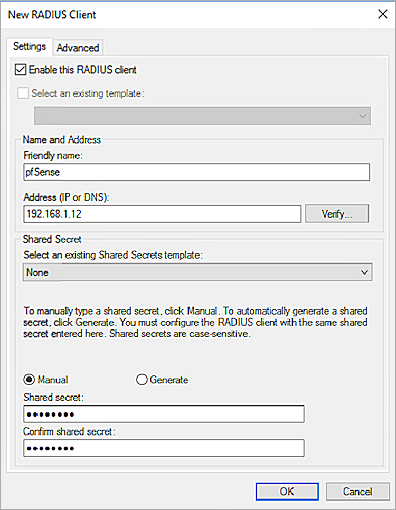 New RADIUS Client
Settings
Advanced
Enable this RADIUS client
Select an existing template:
Name and Address
Friendly name:
pfSense
Address (IP or DNS):
192.168.1.12
Verify...
Shared Secret
Select an existing Shared Secrets template:
None
To manually type a shared secret, click Manual. To automatically generate a shared
secret, click Generate. You must configure the RADIUS client with the same shared
secret entered here. Shared secrets are case-sensitive.
Manual
Generate
Shared secret:
●●●●●●●●
Confirm shared secret:
●●●●●●●●
OK
Cancel